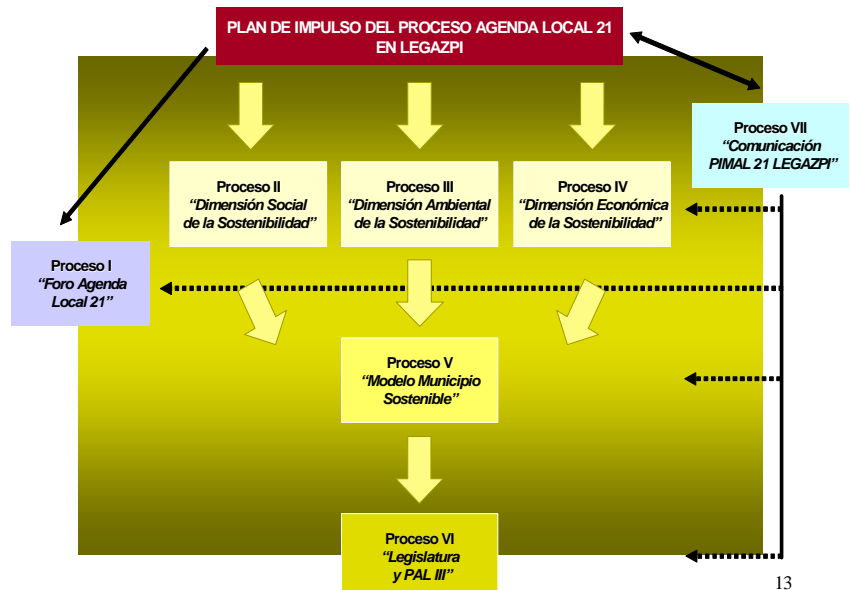 PLAN DE IMPULSO DEL PROCESO AGENDA LOCAL 21
EN LEGAZPI
Proceso VII
“Comunicación
PIMAL 21 LEGAZPI”
Proceso II
“Dimensión Social
de la Sostenibilidad”
Proceso III
“Dimensión Ambiental
de la Sostenibilidad”
Proceso IV
“Dimensión Económica
de la Sostenibilidad”
Proceso I
“Foro Agenda
Local 21”
Proceso V
“Modelo Municipio
Sostenible”
Proceso VI
“Legislatura
y PAL III”
13